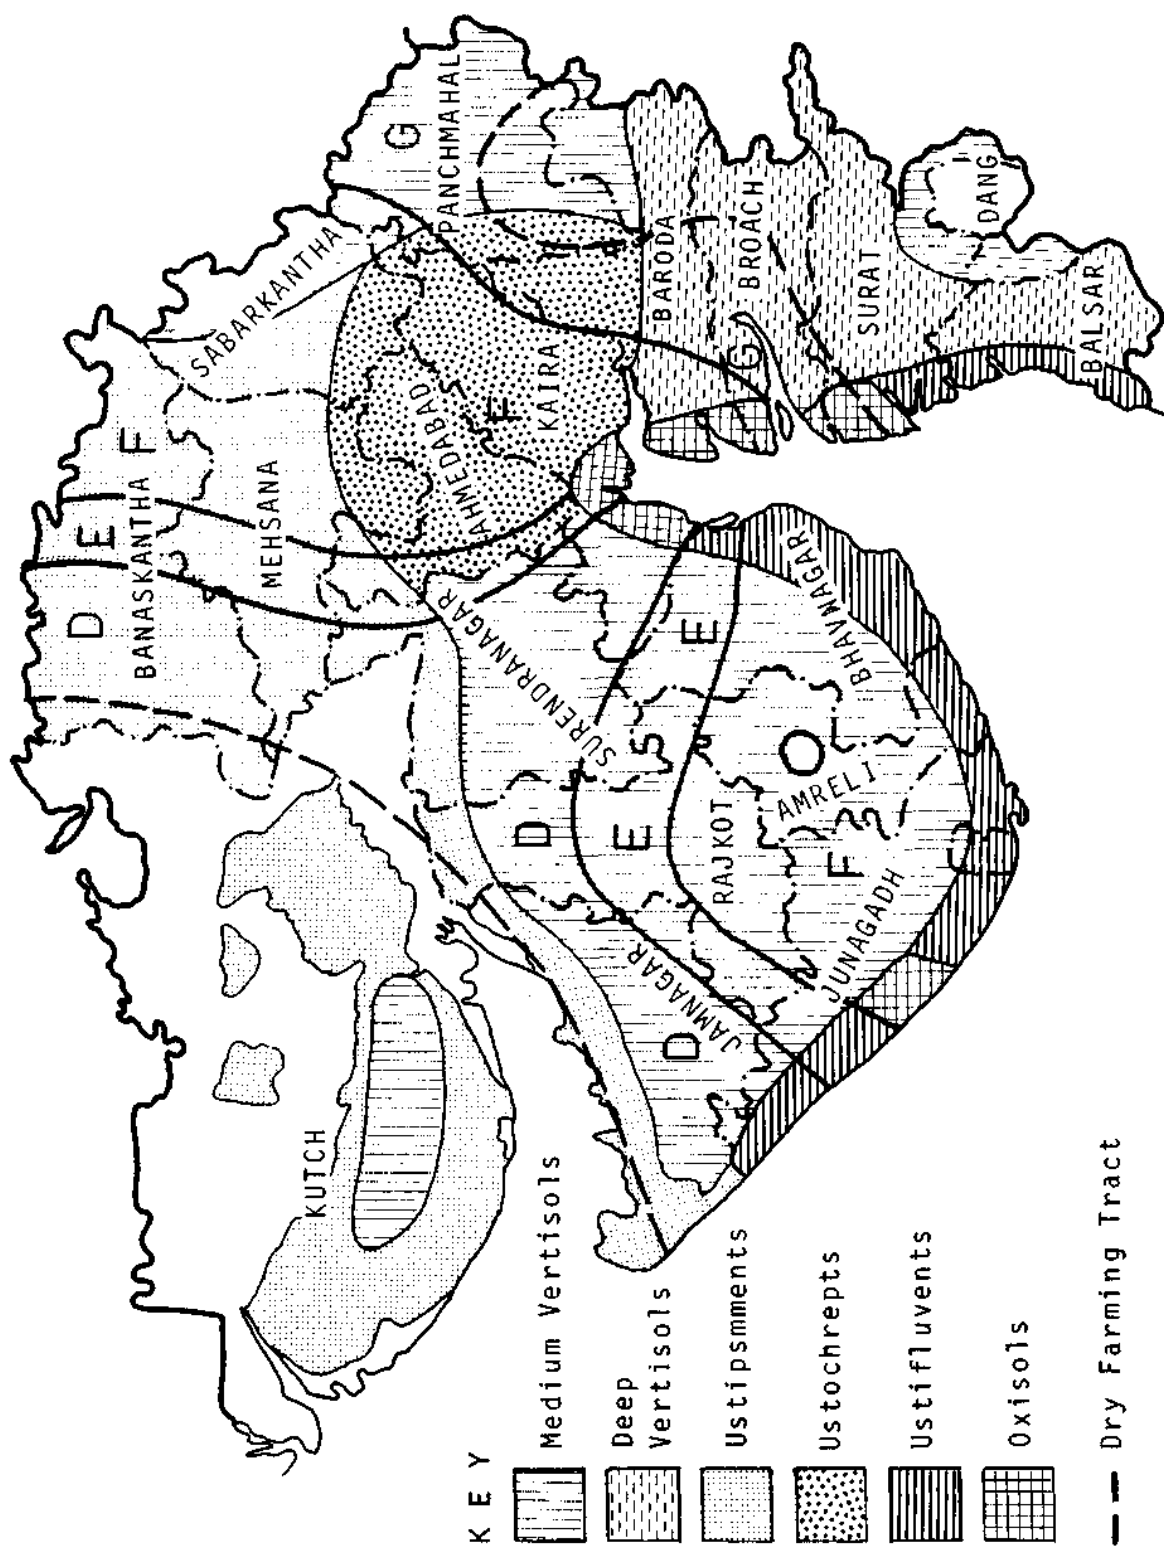 KEY
Medium Vertisols
Deep
Vertisols
Ustipsmments
Ustochrepts
Ustifluvents
Oxisols
Dry Farming Tract
KUTCH
D
E
F
BANASKANTHA
MEHSANA
SABARKANTHA
G
PANCHMAHAL
AHMEDABAD
F
KAIRA
BARODA
G
BROACH
SURAT
DANG
BALSAR
SURENDRANAGAR
D
E
5
E
RAJKOT
AMRELI
F
BHAVNAGAR
JAMNAGAR
D
JUNAGADH